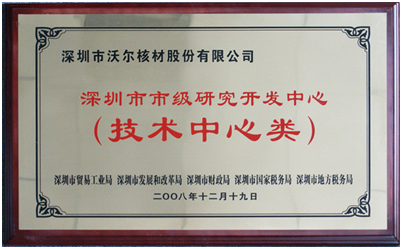 深圳市沃尔核材股份有限公司
深圳市市级研究开发中心
（技术中心类）
深圳市贸易工业局 深圳市发展和改革局 深圳市财政局 深圳市国家税务局 深圳市地方税务局
二〇〇八年十二月十九日